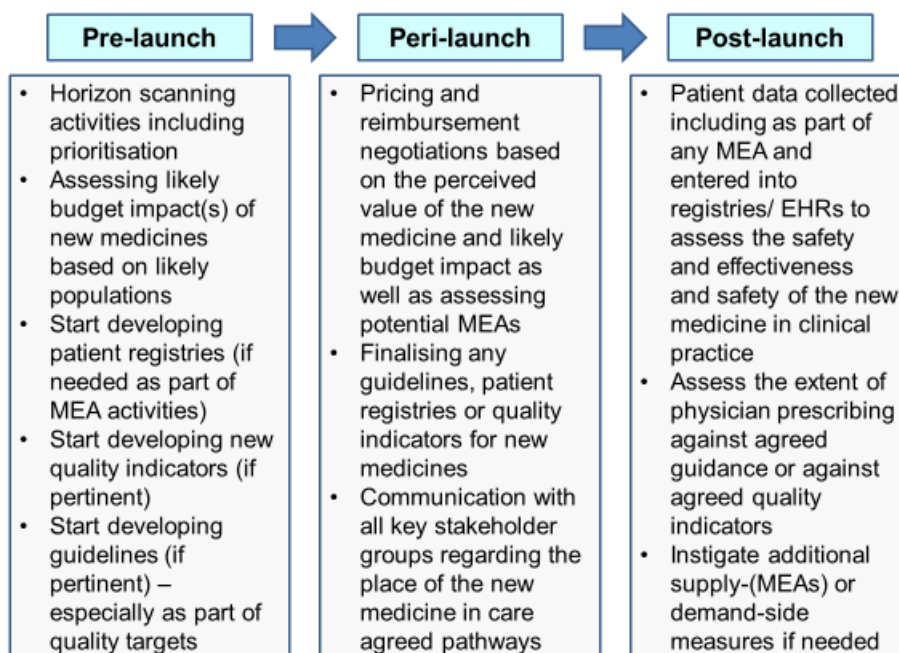 Pre-launch
Peri-launch
Post-launch
• Horizon scanning
activities including
prioritisation
• Assessing likely
budget impact(s) of
new medicines
based on likely
populations
• Start developing
patient registries (if
needed as part of
MEA activities)
• Start developing new
quality indicators (if
pertinent)
• Start developing
guidelines (if
pertinent) –
especially as part of
quality targets
• Pricing and
reimbursement
negotiations based
on the perceived
value of the new
medicine and likely
budget impact as
well as assessing
potential MEAs
• Finalising any
guidelines, patient
registries or quality
indicators for new
medicines
• Communication with
all key stakeholder
groups regarding the
place of the new
medicine in care
agreed pathways
• Patient data collected
including as part of
any MEA and
entered into
registries/ EHRs to
assess the safety
and effectiveness
and safety of the new
medicine in clinical
practice
• Assess the extent of
physician prescribing
against agreed
guidance or against
agreed quality
indicators
• Instigate additional
supply-(MEAs) or
demand-side
measures if needed